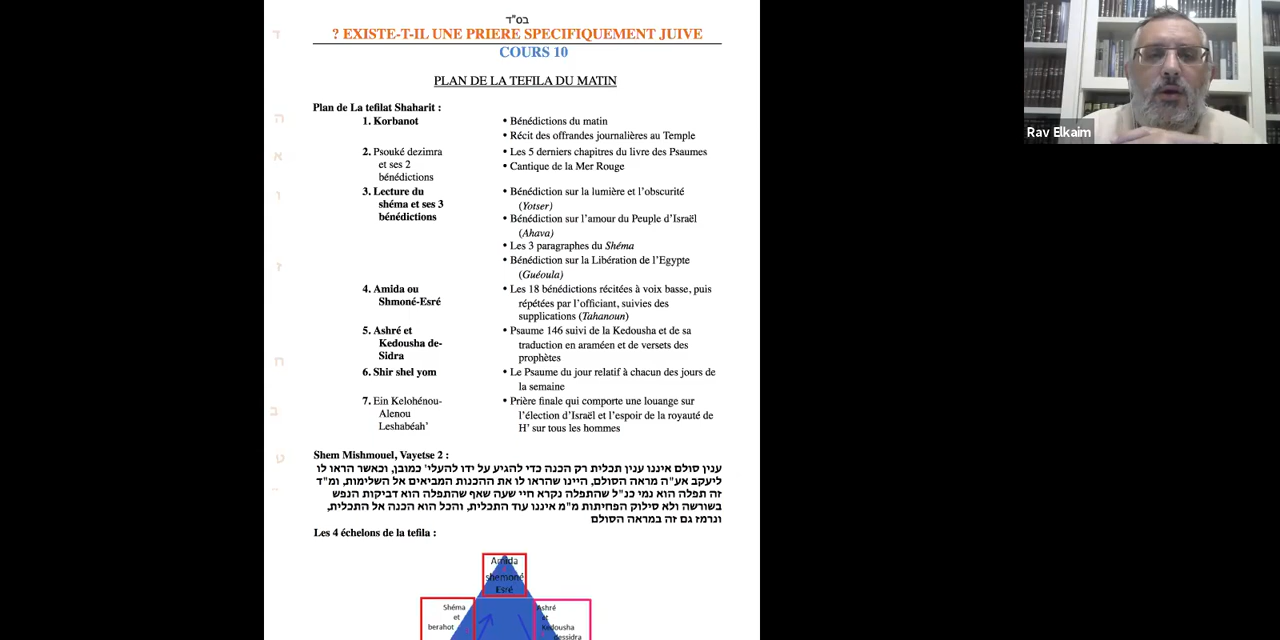 בס"ד
? EXISTE-T-IL UNE PRIERE SPECIFIQUEMENT JUIVE
COURS 10
PLAN DE LA TEFILA DU MATIN
Plan de La tefilat Shaharit :
1. Korbanot
• Bénédictions du matin
• Récit des offrandes journalières au Temple
2. Psouké dezimra
et ses 2
bénédictions
• Les 5 derniers chapitres du livre des Psaumes
• Cantique de la Mer Rouge
3. Lecture du
shéma et ses 3
bénédictions
• Bénédiction sur la lumière et l'obscurité
(Yotser)
• Bénédiction sur l'amour du Peuple d'Israël
(Ahava)
• Les 3 paragraphes du Shéma
• Bénédiction sur la Libération de l'Egypte
(Guéoula)
4. Amida ou
Shmoné-Esré
• Les 18 bénédictions récitées à voix basse, puis
répétées par l'officiant, suivies des
supplications (Tahanoun)
5. Ashré et
Kedousha de-
Sidra
• Psaume 146 suivi de la Kedousha et de sa
traduction en araméen et de versets des
prophètes
6. Shir shel yom
• Le Psaume du jour relatif à chacun des jours de
la semaine
7. Ein Kelohénou-
Alenou
Leshabéah'
• Prière finale qui comporte une louange sur
l'élection d'Israël et l'espoir de la royauté de
H' sur tous les hommes
Shem Mishmouel, Vayetse 2 :
ענין סולם איננו ענין תכלית רק הכנה כדי להגיע על ידו להעלי' כמובן, וכאשר הראו לו
ליעקב אע"ה מראה הסולם, היינו שהראו לו את ההכנות המביאים אל השלימות, ומ"ד
זה תפלה הוא נמי כנ"ל שהתפלה נקרא חיי שעה שאף שהתפלה הוא דביקות הנפש
בשורשה ולא סילוק הפחיתות מ"מ איננו עוד התכלית, והכל הוא הכנה אל התכלית,
ונרמז גם זה במראה הסולם
Les 4 échelons de la tefila :
Amida
shemoné
Esré
Shéma
et
berahot
Ashré
et
Kedousha
dessidra
Rav Elkaim
ד
ה
א
ו
ז
ח
ב
ט